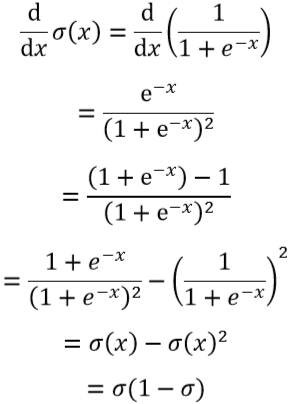 d/dx σ(x) = d/dx (1/(1 + e⁻ˣ))
= e⁻ˣ/(1 + e⁻ˣ)²
= ((1 + e⁻ˣ) − 1)/(1 + e⁻ˣ)²
= (1 + e⁻ˣ)/(1 + e⁻ˣ)² − (1/(1 + e⁻ˣ))²
= σ(x) − σ(x)²
= σ(1 − σ)